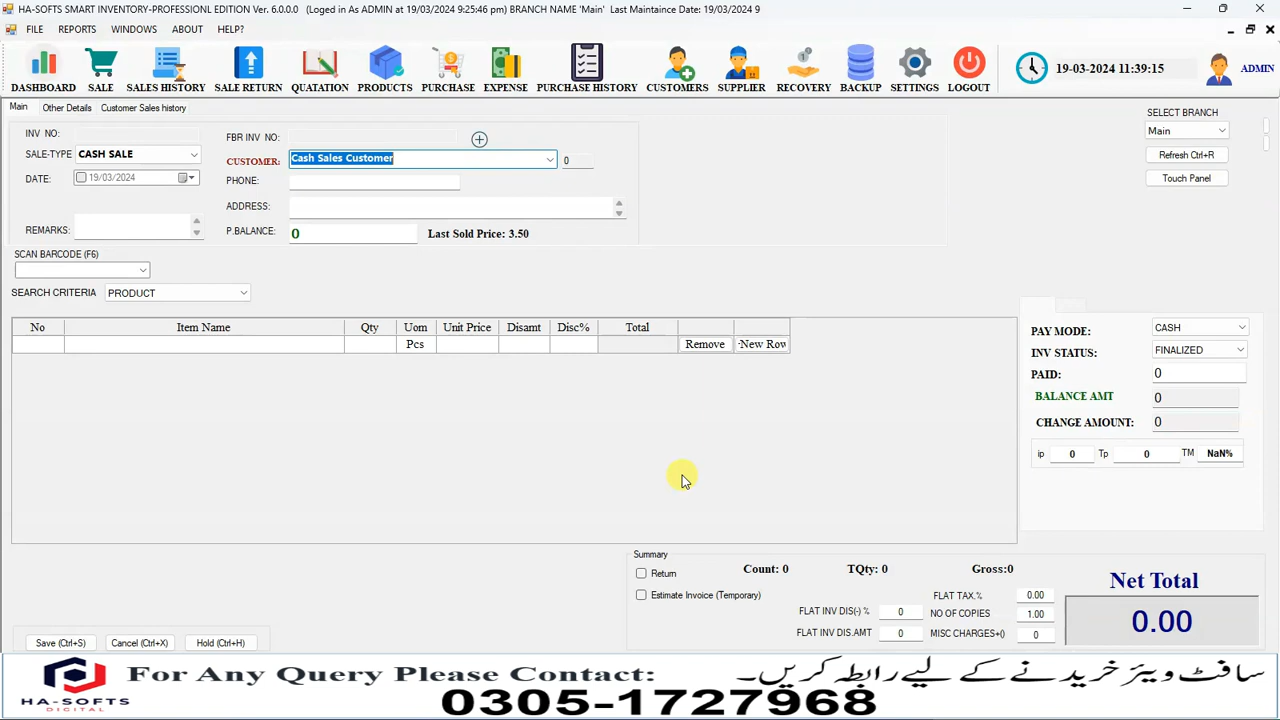 HA-SOFTS SMART INVENTORY-PROFESSIONL EDITION Ver. 6.0.0.0 (Loged in As ADMIN at 19/03/2024 9:25:46 pm) BRANCH NAME 'Main' Last Maintaince Date: 19/03/2024 9
FILE REPORTS WINDOWS ABOUT HELP?
DASHBOARD SALE SALES HISTORY SALE RETURN QUATATION PRODUCTS PURCHASE EXPENSE PURCHASE HISTORY CUSTOMERS SUPPLIER RECOVERY BACKUP SETTINGS LOGOUT 19-03-2024 11:39:15 ADMIN
Main Other Details Customer Sales history
SELECT BRANCH
Main
Refresh Ctrl+R
Touch Panel
INV NO: FBR INV NO:
SALE-TYPE CASH SALE CUSTOMER: Cash Sales Customer 0
DATE: 19/03/2024 PHONE:
ADDRESS:
REMARKS: P.BALANCE: 0 Last Sold Price: 3.50
SCAN BARCODE (F6)
SEARCH CRITERIA PRODUCT
No Item Name Qty Uom Unit Price Disamt Disc% Total
Pcs Remove New Row
PAY MODE: CASH
INV STATUS: FINALIZED
PAID: 0
BALANCE AMT 0
CHANGE AMOUNT: 0
ip 0 Tp 0 TM NaN%
Summary
Return Count: 0 TQty: 0 Gross:0
Estimate Invoice (Temporary)
FLAT INV DIS(-) % 0
FLAT INV DIS.AMT 0
FLAT TAX.% 0.00
NO OF COPIES 1.00
MISC CHARGES+() 0
Net Total
0.00
Save (Ctrl+S) Cancel (Ctrl+X) Hold (Ctrl+H)
HA-SOFTS
DIGITAL
For Any Query Please Contact:
سافٹ ویئر خریدنے کے لیے رابطہ کریں۔
0305-1727968